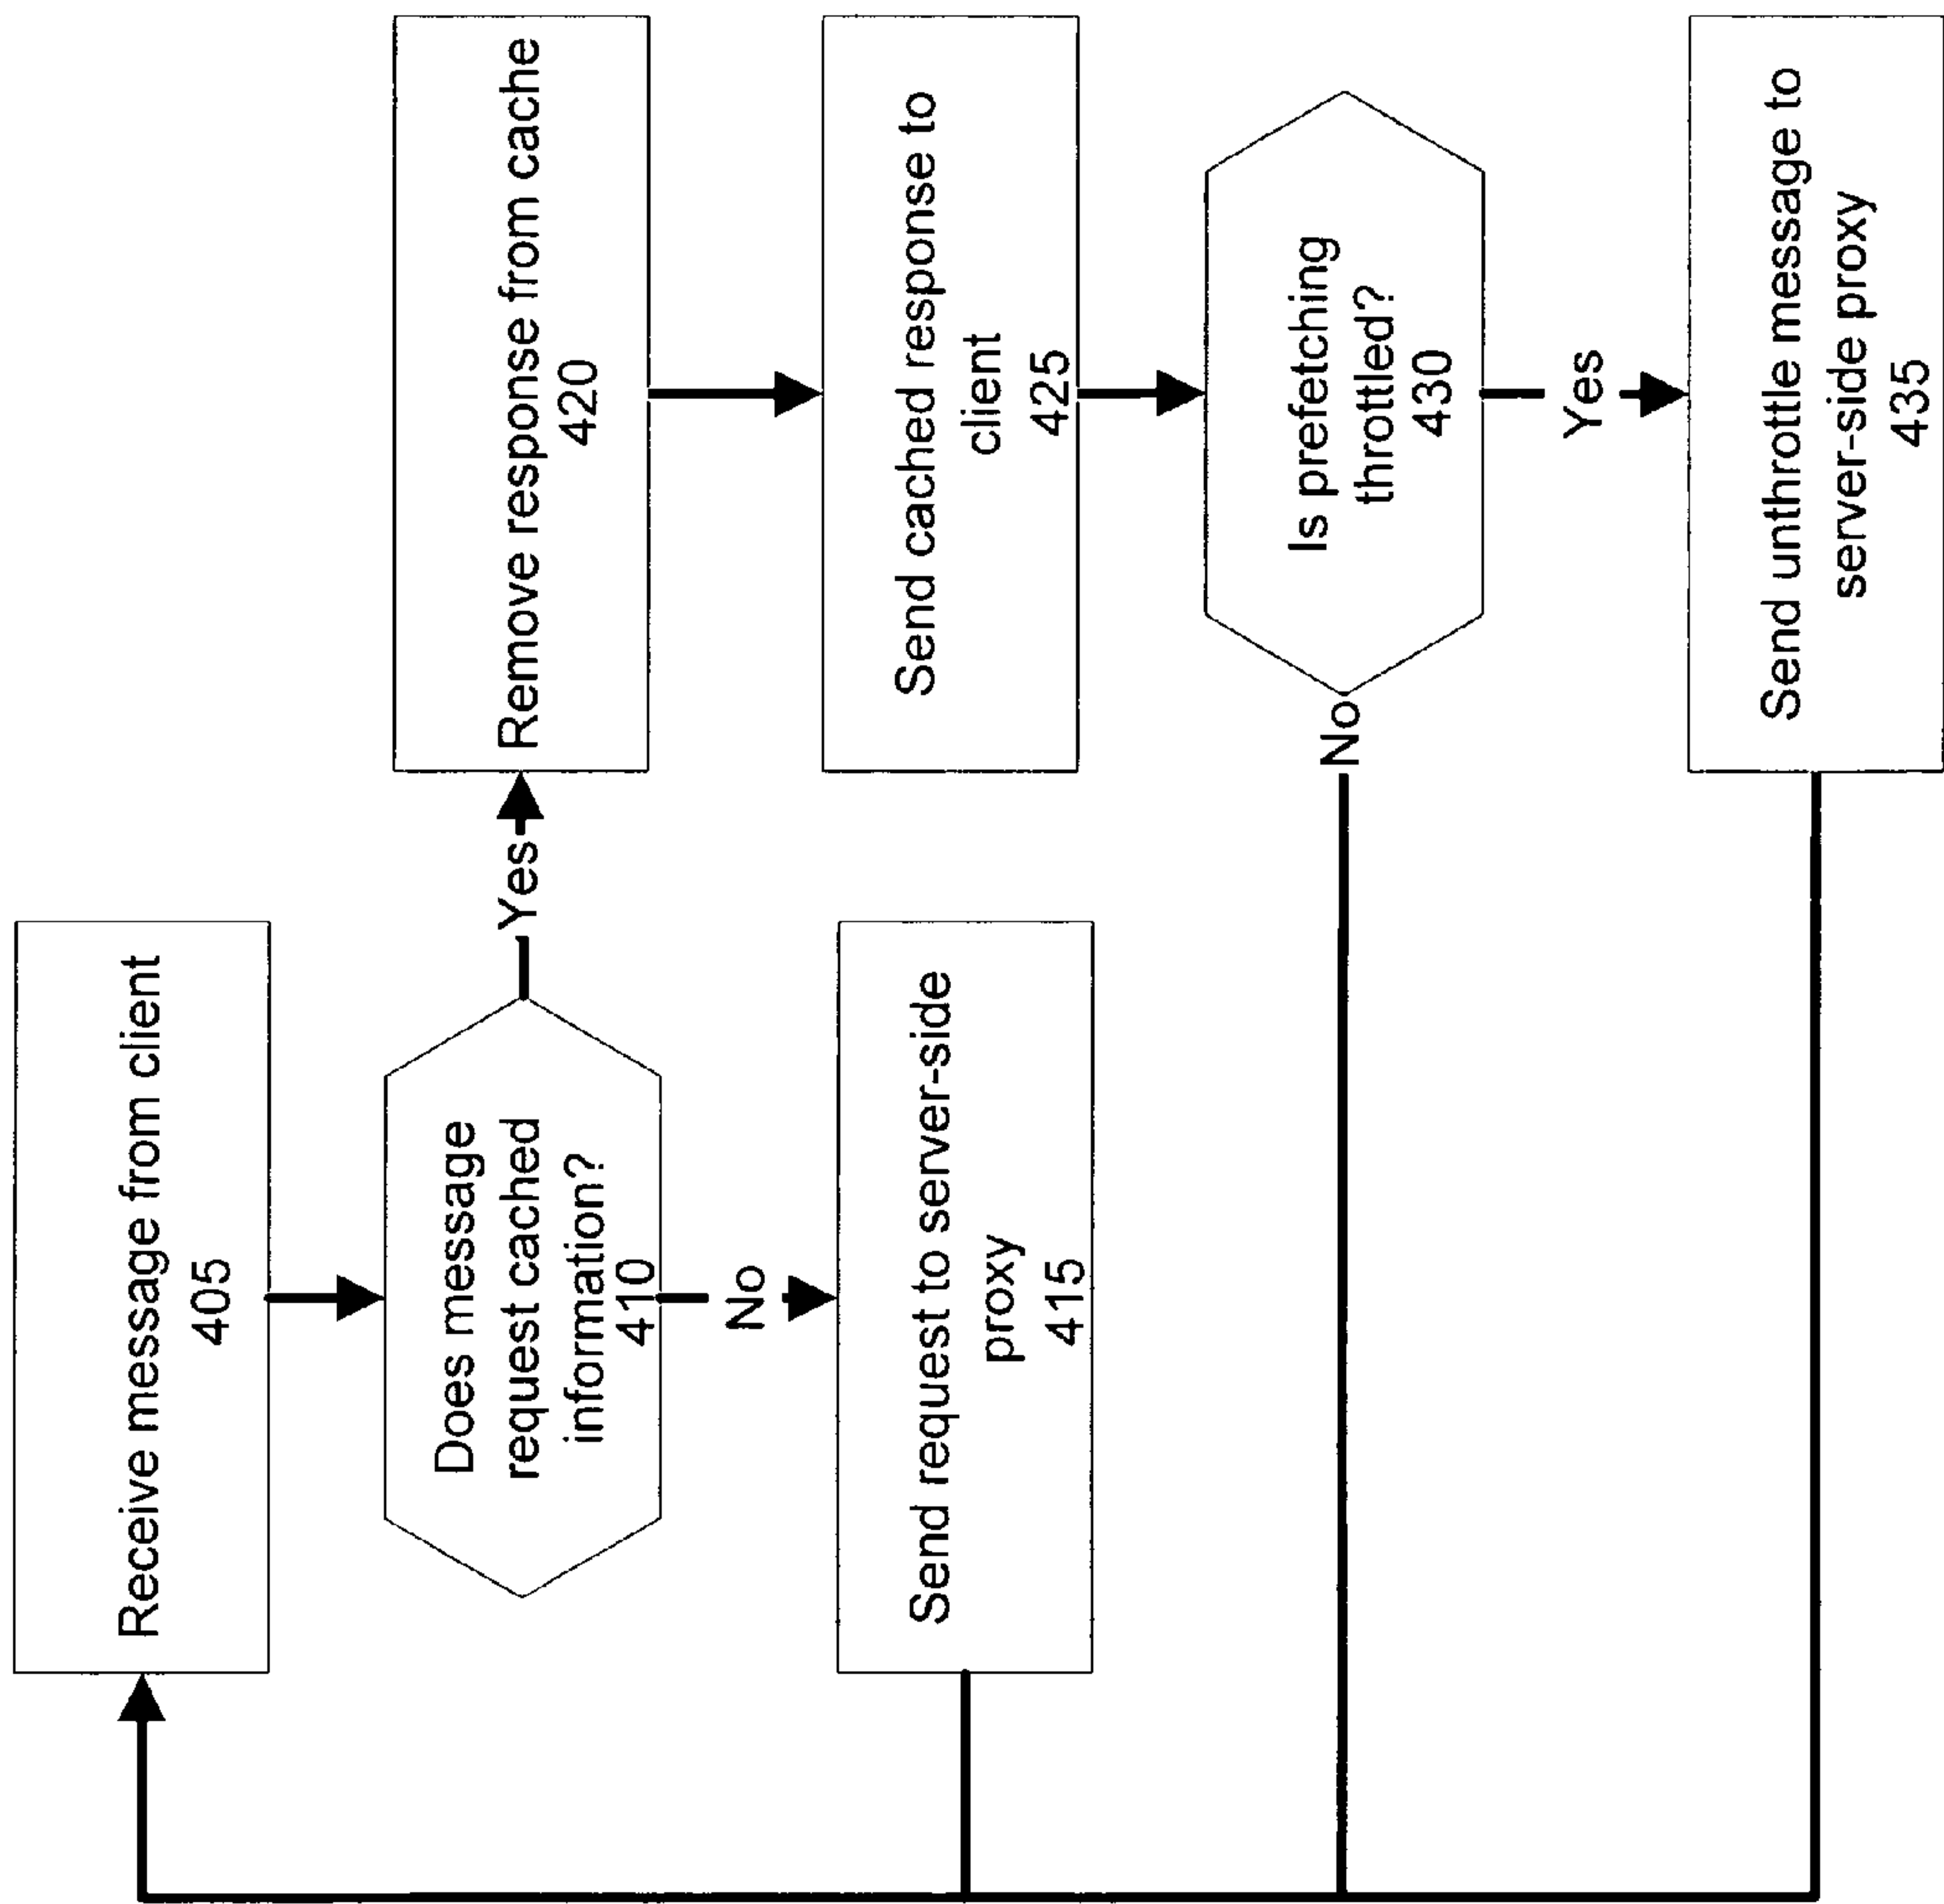 Receive message from client
405
Does message
request cached
information?
410
Yes
No
Send request to server-side
proxy
415
Remove response from cache
420
Send cached response to
client
425
Is prefetching
throttled?
430
No
Yes
Send unthrottle message to
server-side proxy
435